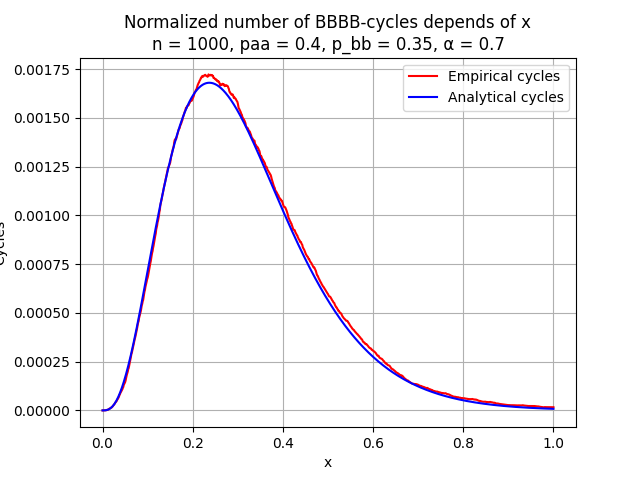 Normalized number of BBBB-cycles depends of x
n = 1000, paa = 0.4, p_bb = 0.35, α = 0.7
Empirical cycles
Analytical cycles
0.00175
0.00150
0.00125
0.00100
0.00075
0.00050
0.00025
0.00000
0.0 0.2 0.4 0.6 0.8 1.0
x